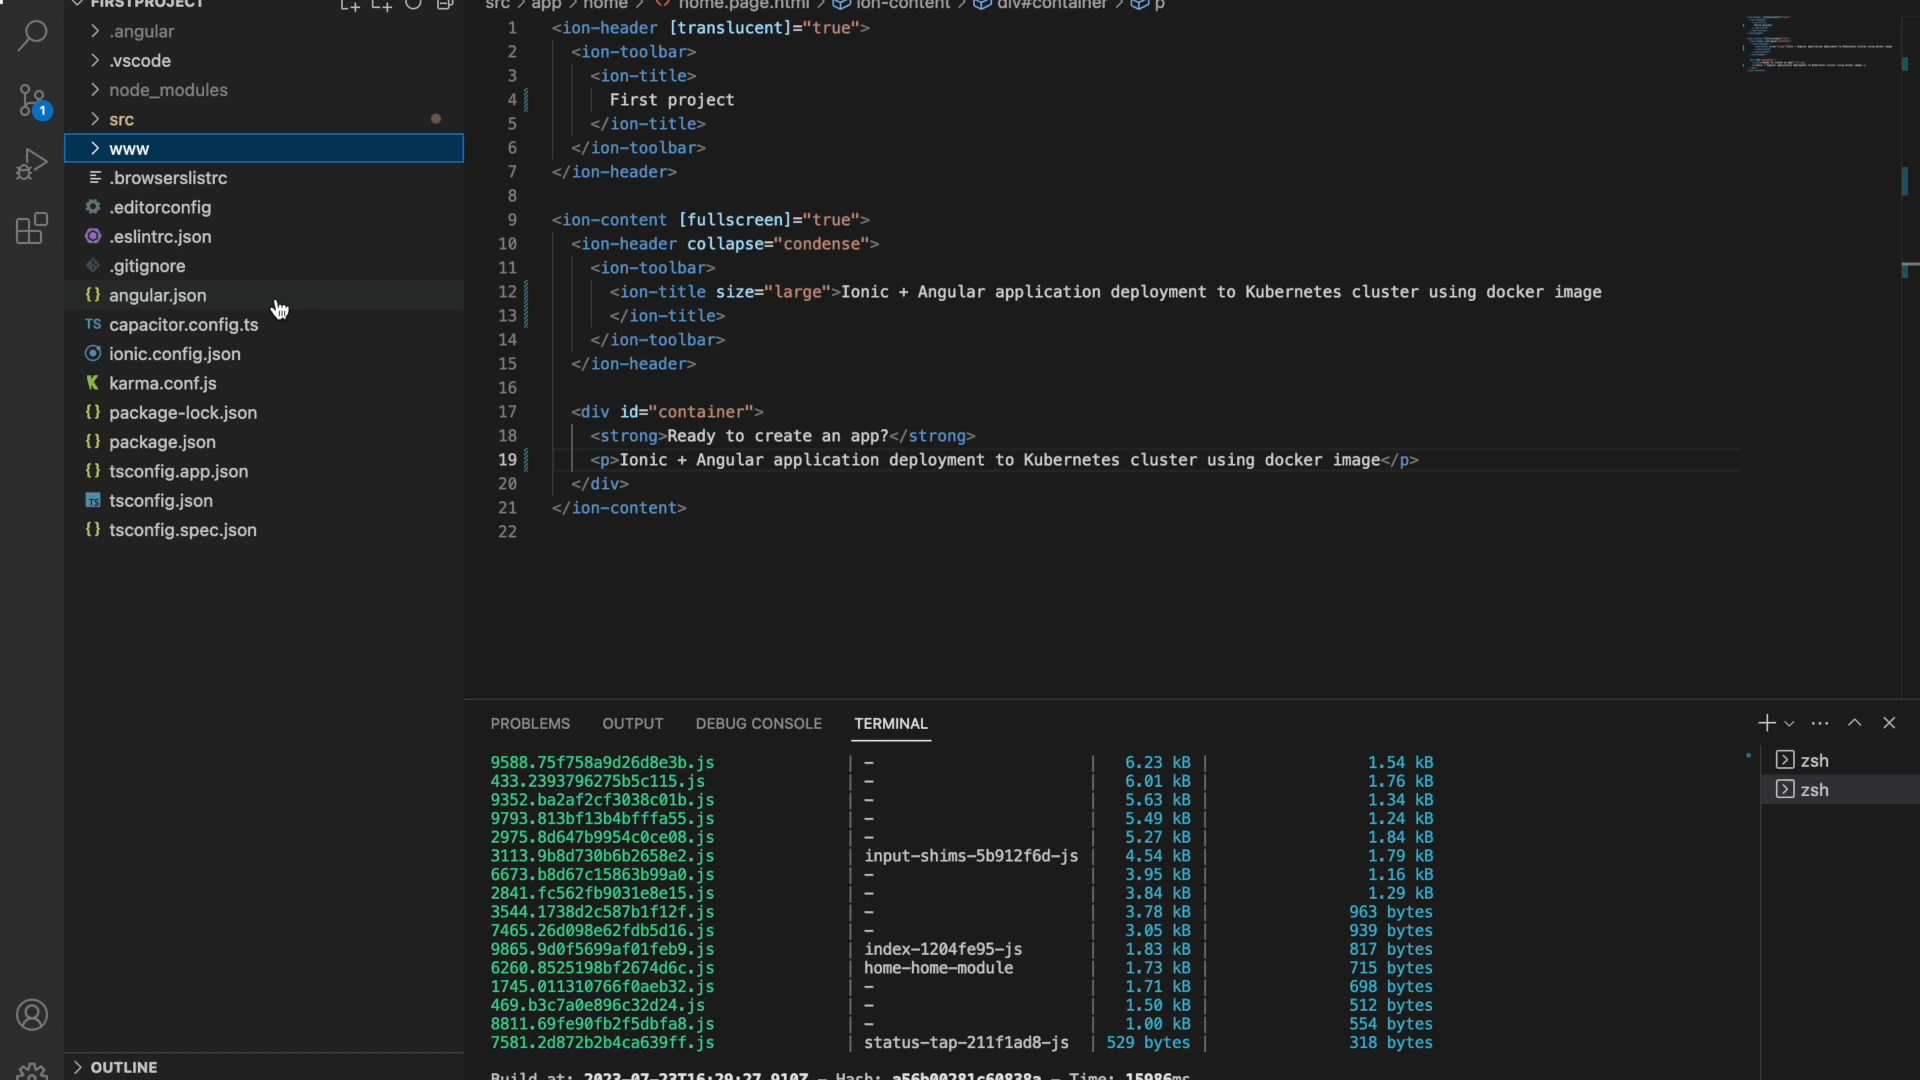 FIRSTPROJECT
.angular
.vscode
node_modules
src
www
.browserslistrc
.editorconfig
.eslintrc.json
.gitignore
angular.json
capacitor.config.ts
ionic.config.json
karma.conf.js
package-lock.json
package.json
tsconfig.app.json
tsconfig.json
tsconfig.spec.json
OUTLINE
1
src > app > home > home.page.html > ion-content > div#container > p
1 <ion-header [translucent]="true">
2 <ion-toolbar>
3 <ion-title>
4 First project
5 </ion-title>
6 </ion-toolbar>
7 </ion-header>
8
9 <ion-content [fullscreen]="true">
10 <ion-header collapse="condense">
11 <ion-toolbar>
12 <ion-title size="large">Ionic + Angular application deployment to Kubernetes cluster using docker image
13 </ion-title>
14 </ion-toolbar>
15 </ion-header>
16
17 <div id="container">
18 <strong>Ready to create an app?</strong>
19 <p>Ionic + Angular application deployment to Kubernetes cluster using docker image</p>
20 </div>
21 </ion-content>
22
PROBLEMS OUTPUT DEBUG CONSOLE TERMINAL
9588.75f758a9d26d8e3b.js | - | 6.23 kB | 1.54 kB
433.2393796275b5c115.js | - | 6.01 kB | 1.76 kB
9352.ba2af2cf3038c01b.js | - | 5.63 kB | 1.34 kB
9793.813bf13b4bfffa55.js | - | 5.49 kB | 1.24 kB
2975.8d647b9954c0ce08.js | - | 5.27 kB | 1.84 kB
3113.9b8d730b6b2658e2.js | input-shims-5b912f6d-js | 4.54 kB | 1.79 kB
6673.b8d67c15863b99a0.js | - | 3.95 kB | 1.16 kB
2841.fc562fb9031e8e15.js | - | 3.84 kB | 1.29 kB
3544.1738d2c587b1f12f.js | - | 3.78 kB | 963 bytes
7465.26d098e62fdb5d16.js | - | 3.05 kB | 939 bytes
9865.9d0f5699af01feb9.js | index-1204fe95-js | 1.83 kB | 817 bytes
6260.8525198bf2674d6c.js | home-home-module | 1.73 kB | 715 bytes
1745.011310766f0aeb32.js | - | 1.71 kB | 698 bytes
469.b3c7a0e896c32d24.js | - | 1.50 kB | 512 bytes
8811.69fe90fb2f5dbfa8.js | - | 1.00 kB | 554 bytes
7581.2d872b2b4ca639ff.js | status-tap-211f1ad8-js | 529 bytes | 318 bytes
Build at: 2023-07-23T16:29:27.910Z - Hash: a56b00281c60838a - Time: 15986ms
zsh
zsh